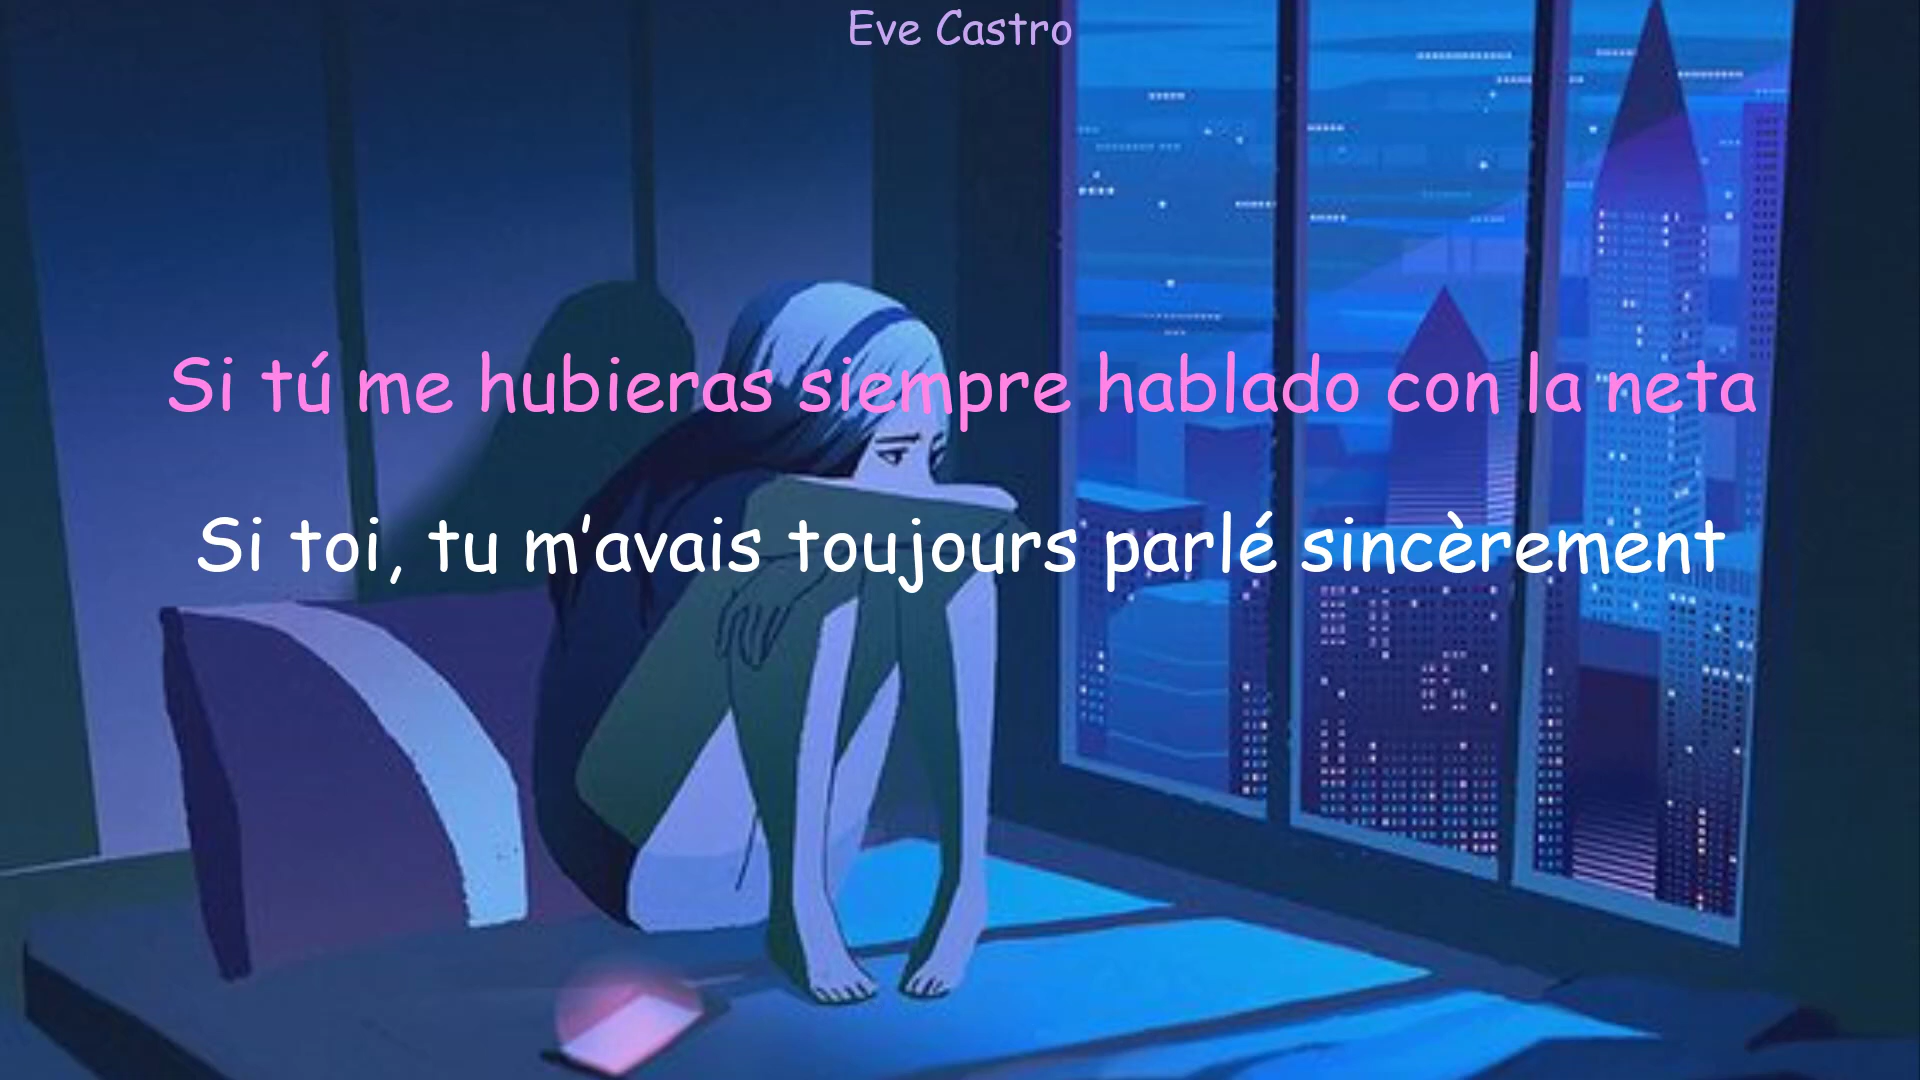 Eve Castro
Si tú me hubieras siempre hablado con la neta
Si toi, tu m'avais toujours parlé sincèrement